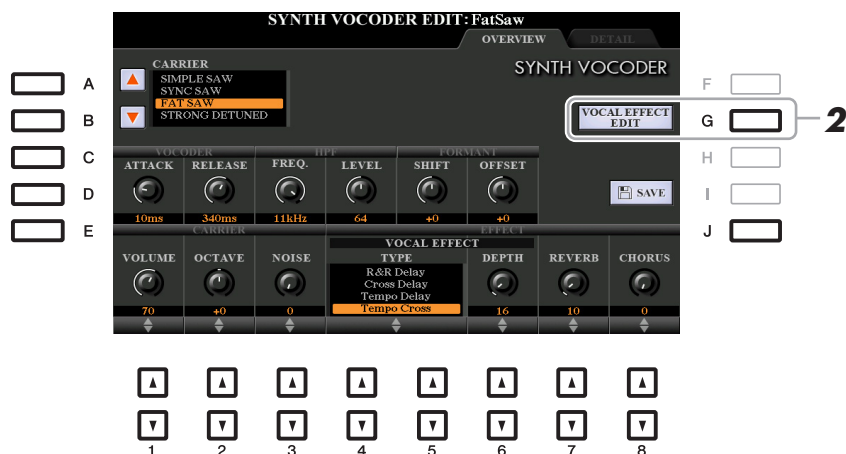 SYNTH VOCODER EDIT: FatSaw
OVERVIEW DETAIL
CARRIER
SYNTH VOCODER
A
SIMPLE SAW
SYNC SAW
FAT SAW
STRONG DETUNED
F
B
VOCAL EFFECT
EDIT
G
2
C
H
VOCODER HPF FORMANT
ATTACK RELEASE FREQ. LEVEL SHIFT OFFSET
D
SAVE
I
10ms 340ms 11kHz 64 +0 +0
E
J
CARRIER EFFECT
VOCAL EFFECT
VOLUME OCTAVE NOISE TYPE DEPTH REVERB CHORUS
R&R Delay
Cross Delay
Tempo Delay
Tempo Cross
70 +0 0 16 10 0
1 2 3 4 5 6 7 8